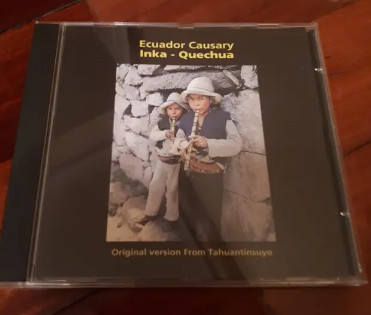 Ecuador Causary
Inka - Quechua
Original version From Tahuantinsuyo